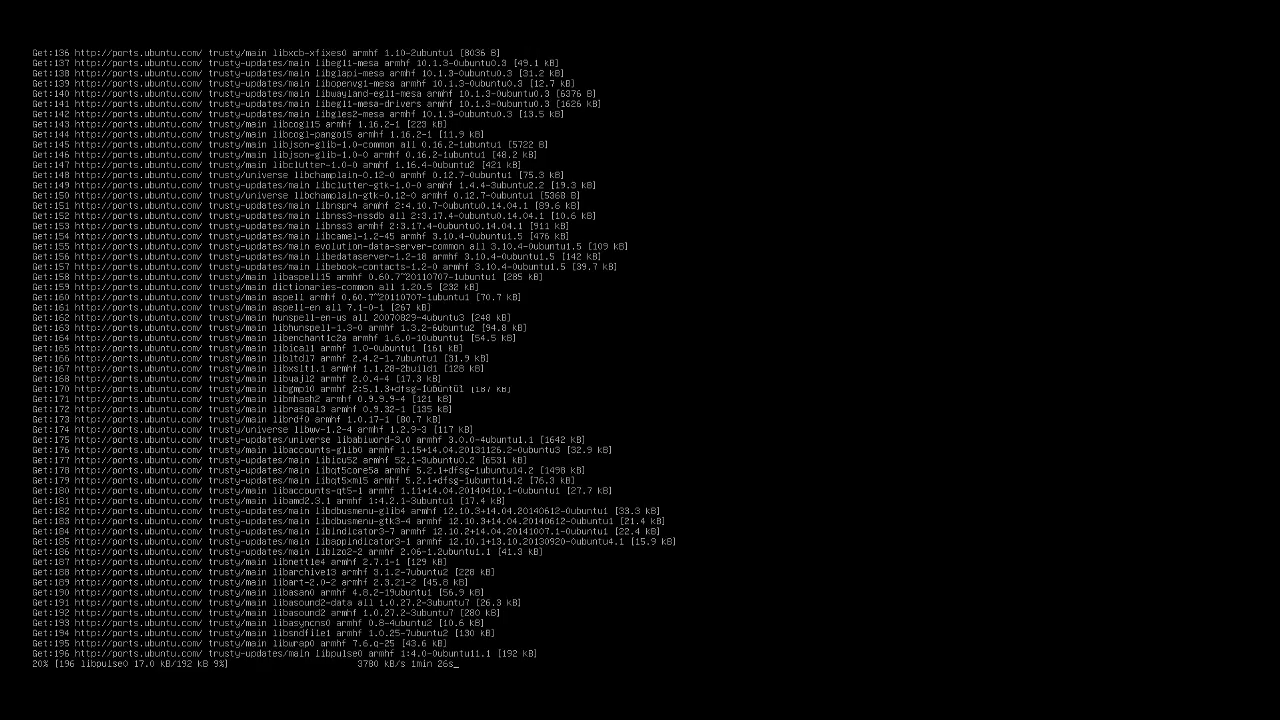 Get:136 http://ports.ubuntu.com/ trusty/main libxcb-xfixes0 armhf 1.10-2ubuntu1 [8036 B]
Get:137 http://ports.ubuntu.com/ trusty-updates/main libegl1-mesa armhf 10.1.3-0ubuntu0.3 [49.1 kB]
Get:138 http://ports.ubuntu.com/ trusty-updates/main libglapi-mesa armhf 10.1.3-0ubuntu0.3 [31.2 kB]
Get:139 http://ports.ubuntu.com/ trusty-updates/main libopenvg1-mesa armhf 10.1.3-0ubuntu0.3 [12.7 kB]
Get:140 http://ports.ubuntu.com/ trusty-updates/main libwayland-egl1-mesa armhf 10.1.3-0ubuntu0.3 [6376 B]
Get:141 http://ports.ubuntu.com/ trusty-updates/main libegl1-mesa-drivers armhf 10.1.3-0ubuntu0.3 [1626 kB]
Get:142 http://ports.ubuntu.com/ trusty-updates/main libgles2-mesa armhf 10.1.3-0ubuntu0.3 [13.5 kB]
Get:143 http://ports.ubuntu.com/ trusty/main libcogl15 armhf 1.16.2-1 [223 kB]
Get:144 http://ports.ubuntu.com/ trusty/main libcogl-pango15 armhf 1.16.2-1 [11.9 kB]
Get:145 http://ports.ubuntu.com/ trusty/main libjson-glib-1.0-common all 0.16.2-1ubuntu1 [5722 B]
Get:146 http://ports.ubuntu.com/ trusty/main libjson-glib-1.0-0 armhf 0.16.2-1ubuntu1 [48.2 kB]
Get:147 http://ports.ubuntu.com/ trusty/main libclutter-1.0-0 armhf 1.16.4-0ubuntu2 [421 kB]
Get:148 http://ports.ubuntu.com/ trusty/universe libchamplain-0.12-0 armhf 0.12.7-0ubuntu1 [75.3 kB]
Get:149 http://ports.ubuntu.com/ trusty/main libclutter-gtk-1.0-0 armhf 1.4.4-3ubuntu2.2 [19.3 kB]
Get:150 http://ports.ubuntu.com/ trusty/universe libchamplain-gtk-0.12-0 armhf 0.12.7-0ubuntu1 [5368 B]
Get:151 http://ports.ubuntu.com/ trusty-updates/main libnspr4 armhf 2:4.10.7-0ubuntu0.14.04.1 [89.6 kB]
Get:152 http://ports.ubuntu.com/ trusty-updates/main libnss3-nssdb all 2:3.17.4-0ubuntu0.14.04.1 [10.6 kB]
Get:153 http://ports.ubuntu.com/ trusty-updates/main libnss3 armhf 2:3.17.4-0ubuntu0.14.04.1 [911 kB]
Get:154 http://ports.ubuntu.com/ trusty-updates/main libcamel-1.2-45 armhf 3.10.4-0ubuntu1.5 [476 kB]
Get:155 http://ports.ubuntu.com/ trusty-updates/main evolution-data-server-common all 3.10.4-0ubuntu1.5 [109 kB]
Get:156 http://ports.ubuntu.com/ trusty-updates/main libedataserver-1.2-18 armhf 3.10.4-0ubuntu1.5 [142 kB]
Get:157 http://ports.ubuntu.com/ trusty-updates/main libebook-contacts-1.2-0 armhf 3.10.4-0ubuntu1.5 [39.7 kB]
Get:158 http://ports.ubuntu.com/ trusty/main libaspell15 armhf 0.60.7~20110707-1ubuntu1 [285 kB]
Get:159 http://ports.ubuntu.com/ trusty/main dictionaries-common all 1.20.5 [232 kB]
Get:160 http://ports.ubuntu.com/ trusty/main aspell armhf 0.60.7~20110707-1ubuntu1 [70.7 kB]
Get:161 http://ports.ubuntu.com/ trusty/main aspell-en all 7.1-0-1 [267 kB]
Get:162 http://ports.ubuntu.com/ trusty/main hunspell-en-us all 20070829-4ubuntu3 [248 kB]
Get:163 http://ports.ubuntu.com/ trusty/main libhunspell-1.3-0 armhf 1.3.2-6ubuntu2 [94.8 kB]
Get:164 http://ports.ubuntu.com/ trusty/main libenchant1c2a armhf 1.6.0-10ubuntu1 [54.5 kB]
Get:165 http://ports.ubuntu.com/ trusty/main libical1 armhf 1.0-0ubuntu1 [161 kB]
Get:166 http://ports.ubuntu.com/ trusty/main libltdl7 armhf 2.4.2-1.7ubuntu1 [31.9 kB]
Get:167 http://ports.ubuntu.com/ trusty/main libxslt1.1 armhf 1.1.28-2build1 [128 kB]
Get:168 http://ports.ubuntu.com/ trusty/main libyajl2 armhf 2.0.4-4 [17.3 kB]
Get:170 http://ports.ubuntu.com/ trusty/main libgmp10 armhf 2:5.1.3+dfsg-1ubuntu1 [187 kB]
Get:171 http://ports.ubuntu.com/ trusty/main libmhash2 armhf 0.9.9.9-4 [121 kB]
Get:172 http://ports.ubuntu.com/ trusty/main librasqal3 armhf 0.9.32-1 [135 kB]
Get:173 http://ports.ubuntu.com/ trusty/main librdf0 armhf 1.0.17-1 [80.7 kB]
Get:174 http://ports.ubuntu.com/ trusty/universe libwv-1.2-4 armhf 1.2.9-3 [117 kB]
Get:175 http://ports.ubuntu.com/ trusty-updates/universe libabiword-3.0 armhf 3.0.0-4ubuntu1.1 [1642 kB]
Get:176 http://ports.ubuntu.com/ trusty/main libaccounts-glib0 armhf 1.15+14.04.20131126.2-0ubuntu3 [32.9 kB]
Get:177 http://ports.ubuntu.com/ trusty-updates/main libicu52 armhf 52.1-3ubuntu0.2 [6531 kB]
Get:178 http://ports.ubuntu.com/ trusty-updates/main libqt5core5a armhf 5.2.1+dfsg-1ubuntu14.2 [1498 kB]
Get:179 http://ports.ubuntu.com/ trusty-updates/main libqt5xml5 armhf 5.2.1+dfsg-1ubuntu14.2 [76.3 kB]
Get:180 http://ports.ubuntu.com/ trusty/main libaccounts-qt5-1 armhf 1.11+14.04.20140410.1-0ubuntu1 [27.7 kB]
Get:181 http://ports.ubuntu.com/ trusty/main libamd2.3.1 armhf 1:4.2.1-3ubuntu1 [17.4 kB]
Get:182 http://ports.ubuntu.com/ trusty-updates/main libdbusmenu-glib4 armhf 12.10.3+14.04.20140612-0ubuntu1 [33.3 kB]
Get:183 http://ports.ubuntu.com/ trusty-updates/main libdbusmenu-gtk3-4 armhf 12.10.3+14.04.20140612-0ubuntu1 [21.4 kB]
Get:184 http://ports.ubuntu.com/ trusty-updates/main libindicator3-7 armhf 12.10.2+14.04.20141007.1-0ubuntu1 [22.4 kB]
Get:185 http://ports.ubuntu.com/ trusty-updates/main libappindicator3-1 armhf 12.10.1+13.10.20130920-0ubuntu4.1 [15.9 kB]
Get:186 http://ports.ubuntu.com/ trusty-updates/main liblzo2-2 armhf 2.06-1.2ubuntu1.1 [41.3 kB]
Get:187 http://ports.ubuntu.com/ trusty/main libnettle4 armhf 2.7.1-1 [129 kB]
Get:188 http://ports.ubuntu.com/ trusty/main libarchive13 armhf 3.1.2-7ubuntu2 [228 kB]
Get:189 http://ports.ubuntu.com/ trusty/main libart-2.0-2 armhf 2.3.21-2 [45.8 kB]
Get:190 http://ports.ubuntu.com/ trusty/main libasan0 armhf 4.8.2-19ubuntu1 [56.9 kB]
Get:191 http://ports.ubuntu.com/ trusty/main libasound2-data all 1.0.27.2-3ubuntu7 [26.3 kB]
Get:192 http://ports.ubuntu.com/ trusty/main libasound2 armhf 1.0.27.2-3ubuntu7 [280 kB]
Get:193 http://ports.ubuntu.com/ trusty/main libasyncns0 armhf 0.8-4ubuntu2 [10.6 kB]
Get:194 http://ports.ubuntu.com/ trusty/main libsndfile1 armhf 1.0.25-7ubuntu2 [130 kB]
Get:195 http://ports.ubuntu.com/ trusty/main libwrap0 armhf 7.6.q-25 [43.6 kB]
Get:196 http://ports.ubuntu.com/ trusty-updates/main libpulse0 armhf 1:4.0-0ubuntu11.1 [192 kB]
20% [196 libpulse0 17.0 kB/192 kB 9%] 3780 kB/s 1min 26s_